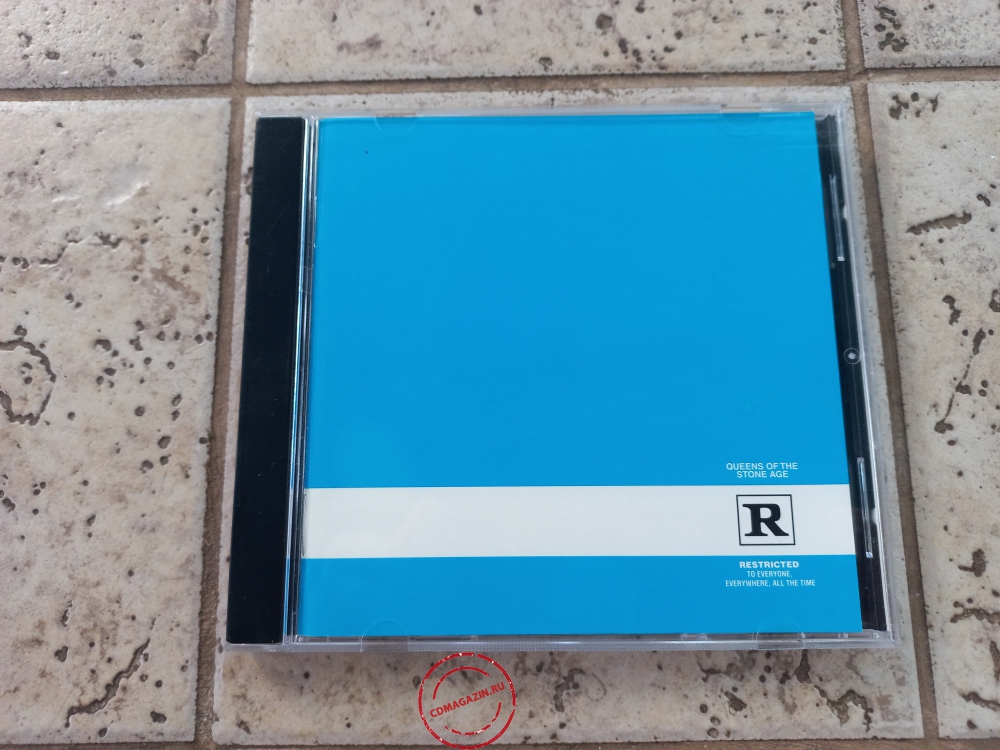 QUEENS OF THE
STONE AGE
R
RESTRICTED
TO EVERYONE,
EVERYWHERE, ALL THE TIME
CDMAGAZIN.RU